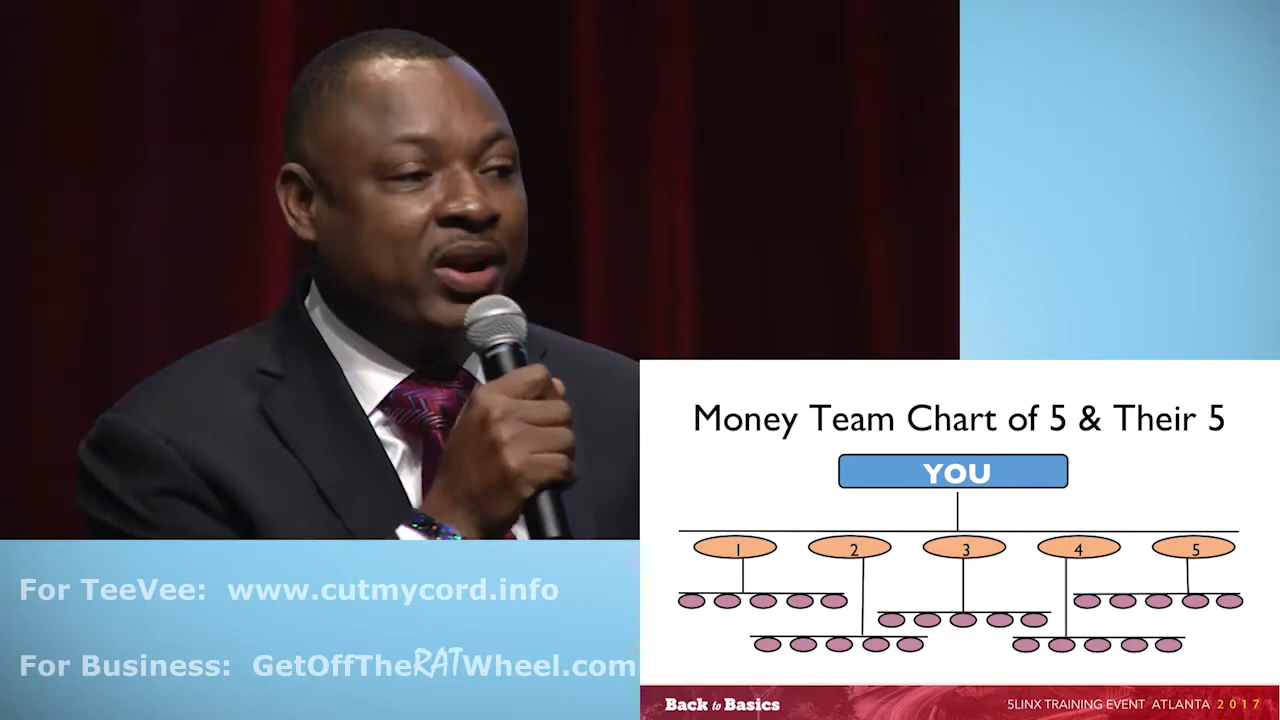 Money Team Chart of 5 & Their 5
YOU
1 2 3 4 5
For TeeVee: www.cutmycord.info
For Business: GetOffTheRATWheel.com
Back to Basics
5LINX TRAINING EVENT ATLANTA 2017